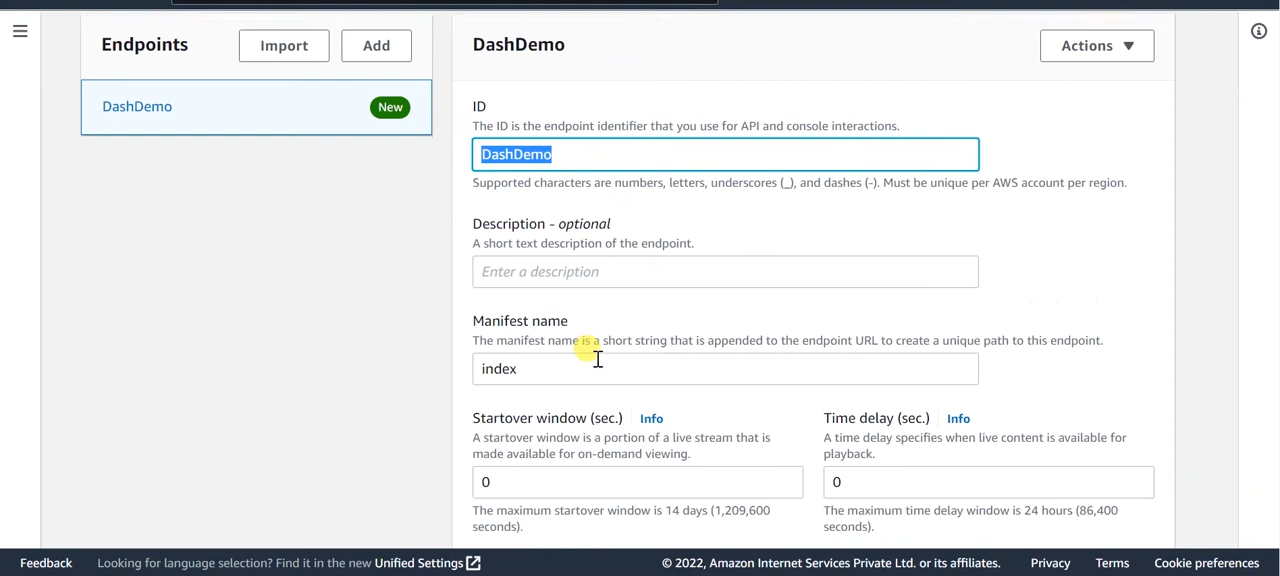 Endpoints
Import
Add
DashDemo
Actions ▼
DashDemo
New
ID
The ID is the endpoint identifier that you use for API and console interactions.
DashDemo
Supported characters are numbers, letters, underscores (_), and dashes (-). Must be unique per AWS account per region.
Description - optional
A short text description of the endpoint.
Enter a description
Manifest name
The manifest name is a short string that is appended to the endpoint URL to create a unique path to this endpoint.
index
Startover window (sec.) Info
A startover window is a portion of a live stream that is
made available for on-demand viewing.
0
The maximum startover window is 14 days (1,209,600
seconds).
Time delay (sec.) Info
A time delay specifies when live content is available for
playback.
0
The maximum time delay window is 24 hours (86,400
seconds).
Feedback
Looking for language selection? Find it in the new Unified Settings
© 2022, Amazon Internet Services Private Ltd. or its affiliates.
Privacy
Terms
Cookie preferences